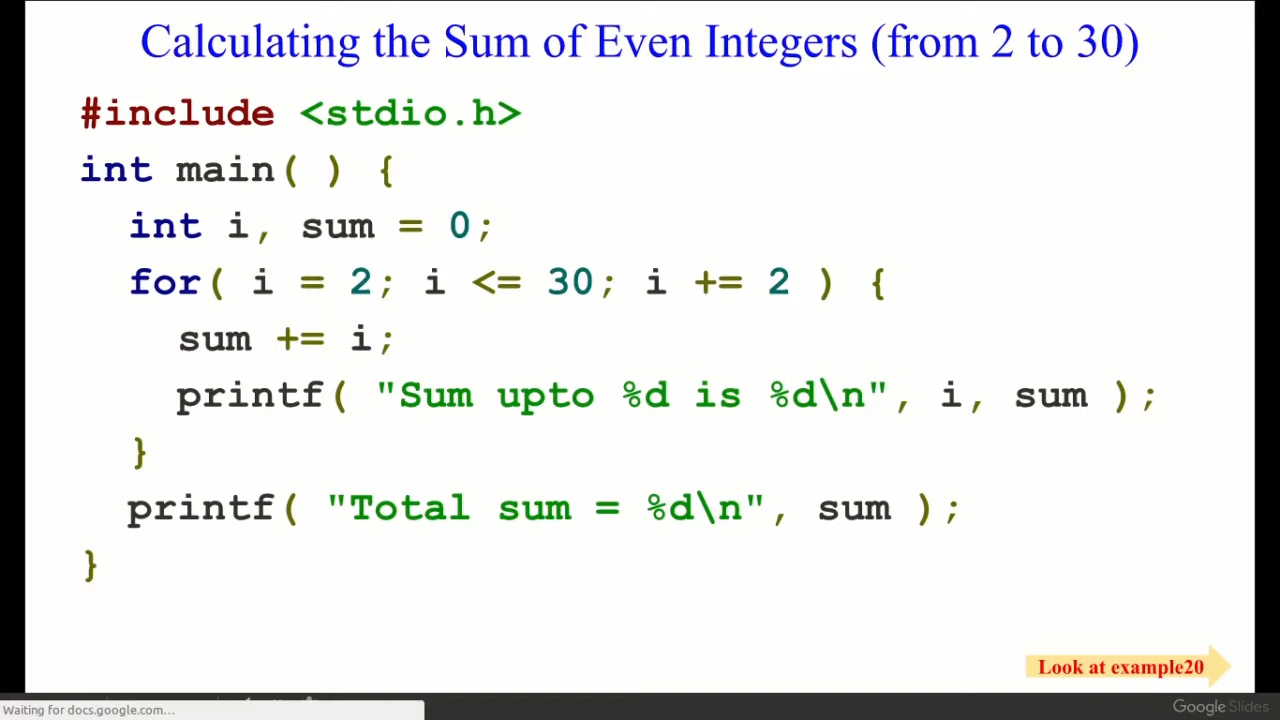 Calculating the Sum of Even Integers (from 2 to 30)
#include <stdio.h>
int main( ) {
  int i, sum = 0;
  for( i = 2; i <= 30; i += 2 ) {
    sum += i;
    printf( "Sum upto %d is %d\n", i, sum );
  }
  printf( "Total sum = %d\n", sum );
}
Look at example20
Waiting for docs.google.com...
Google Slides